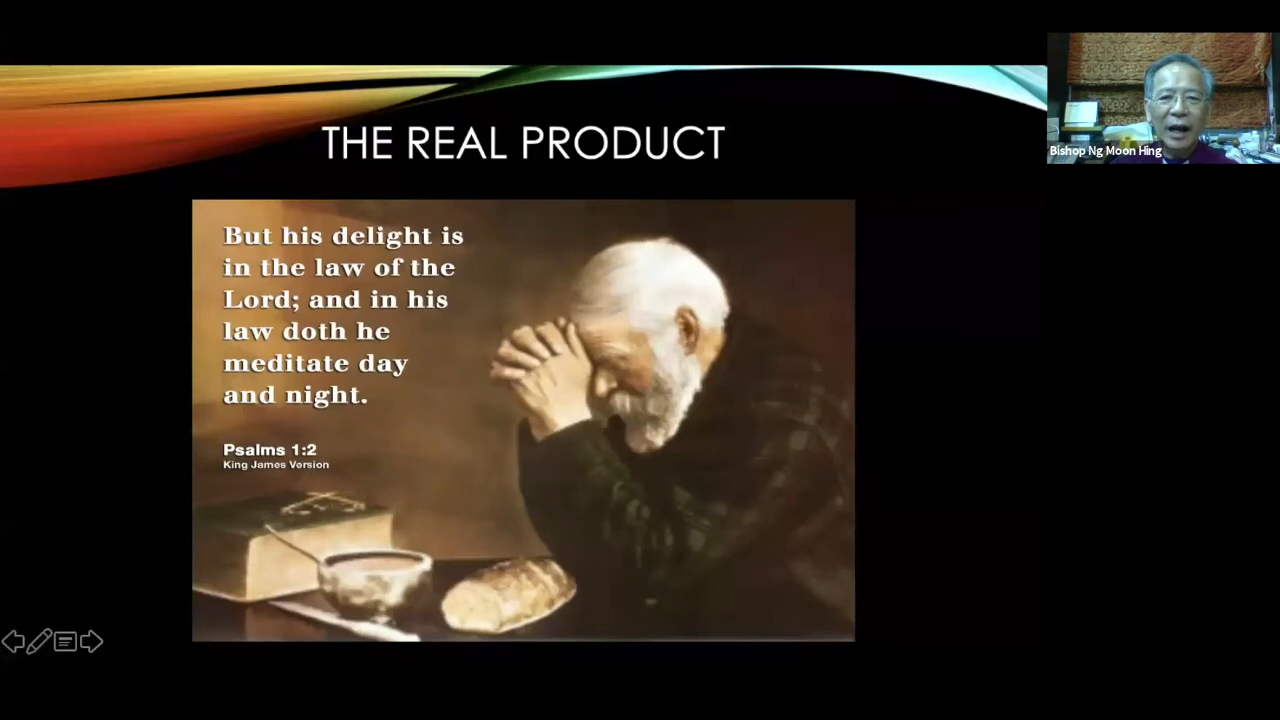 THE REAL PRODUCT
But his delight is
in the law of the
Lord; and in his
law doth he
meditate day
and night.
Psalms 1:2
King James Version
Bishop Ng Moon Hing